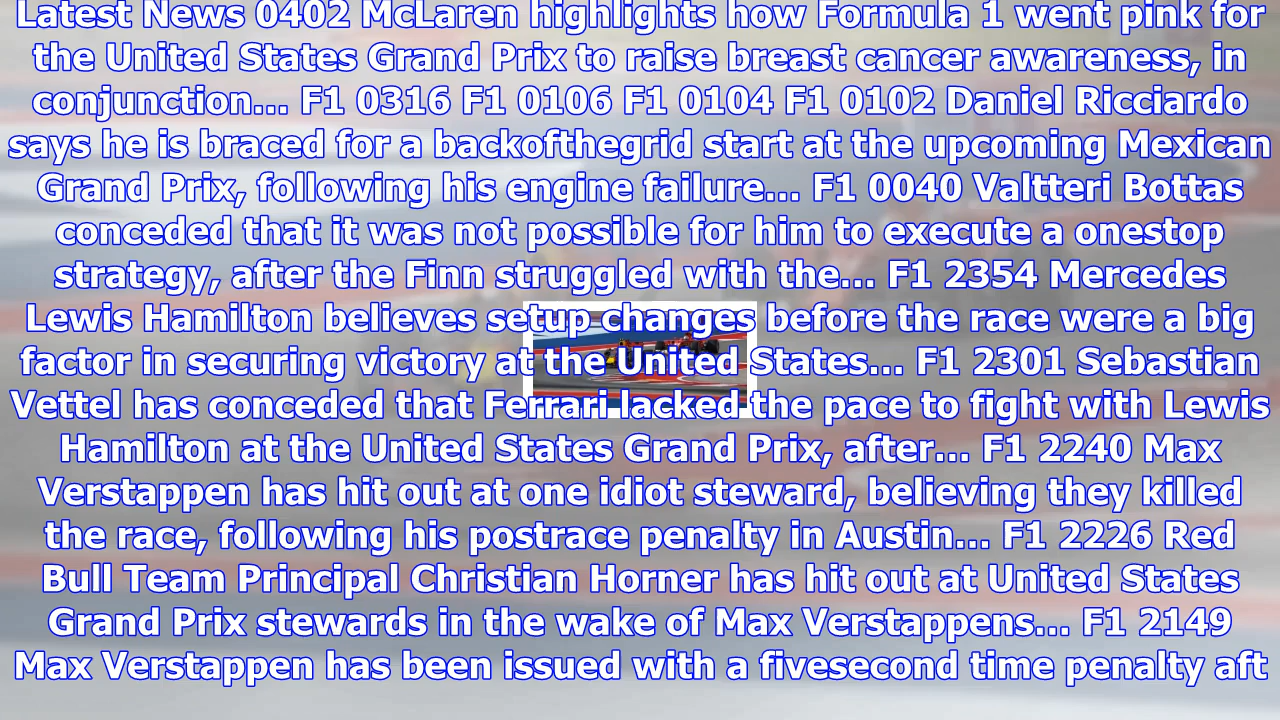 Latest News 0402 McLaren highlights how Formula 1 went pink for
the United States Grand Prix to raise breast cancer awareness, in
conjunction... F1 0316 F1 0106 F1 0104 F1 0102 Daniel Ricciardo
says he is braced for a backofthegrid start at the upcoming Mexican
Grand Prix, following his engine failure... F1 0040 Valtteri Bottas
conceded that it was not possible for him to execute a onestop
strategy, after the Finn struggled with the... F1 2354 Mercedes
Lewis Hamilton believes setup changes before the race were a big
factor in securing victory at the United States... F1 2301 Sebastian
Vettel has conceded that Ferrari lacked the pace to fight with Lewis
Hamilton at the United States Grand Prix, after... F1 2240 Max
Verstappen has hit out at one idiot steward, believing they killed
the race, following his postrace penalty in Austin... F1 2226 Red
Bull Team Principal Christian Horner has hit out at United States
Grand Prix stewards in the wake of Max Verstappens... F1 2149
Max Verstappen has been issued with a fivesecond time penalty aft